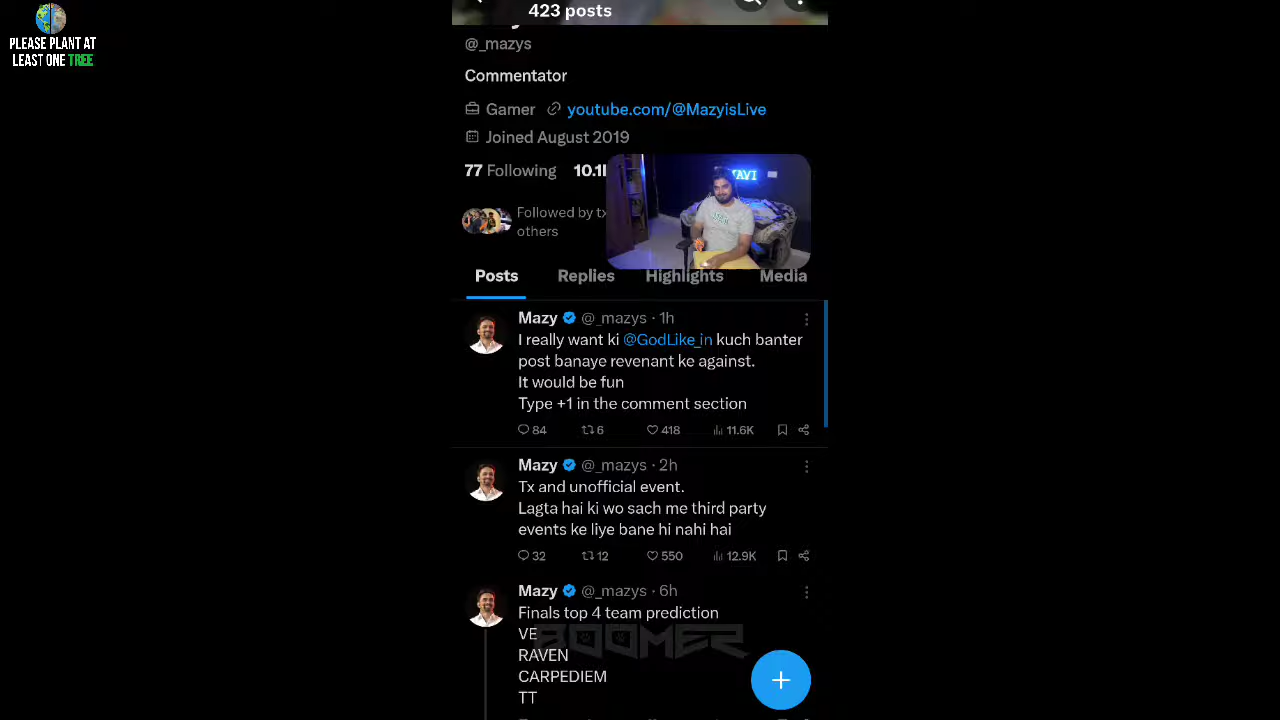 PLEASE PLANT AT
LEAST ONE TREE
423 posts
@_mazys
Commentator
Gamer youtube.com/@MazyisLive
Joined August 2019
77 Following 10.1
Followed by tx
others
Posts Replies Highlights Media
Mazy @_mazys · 1h
I really want ki @GodLike_in kuch banter
post banaye revenant ke against.
It would be fun
Type +1 in the comment section
84 6 418 11.6K
Mazy @_mazys · 2h
Tx and unofficial event.
Lagta hai ki wo sach me third party
events ke liye bane hi nahi hai
32 12 550 12.9K
Mazy @_mazys · 6h
Finals top 4 team prediction
VE
BOOMER
RAVEN
CARPEDIEM
TT